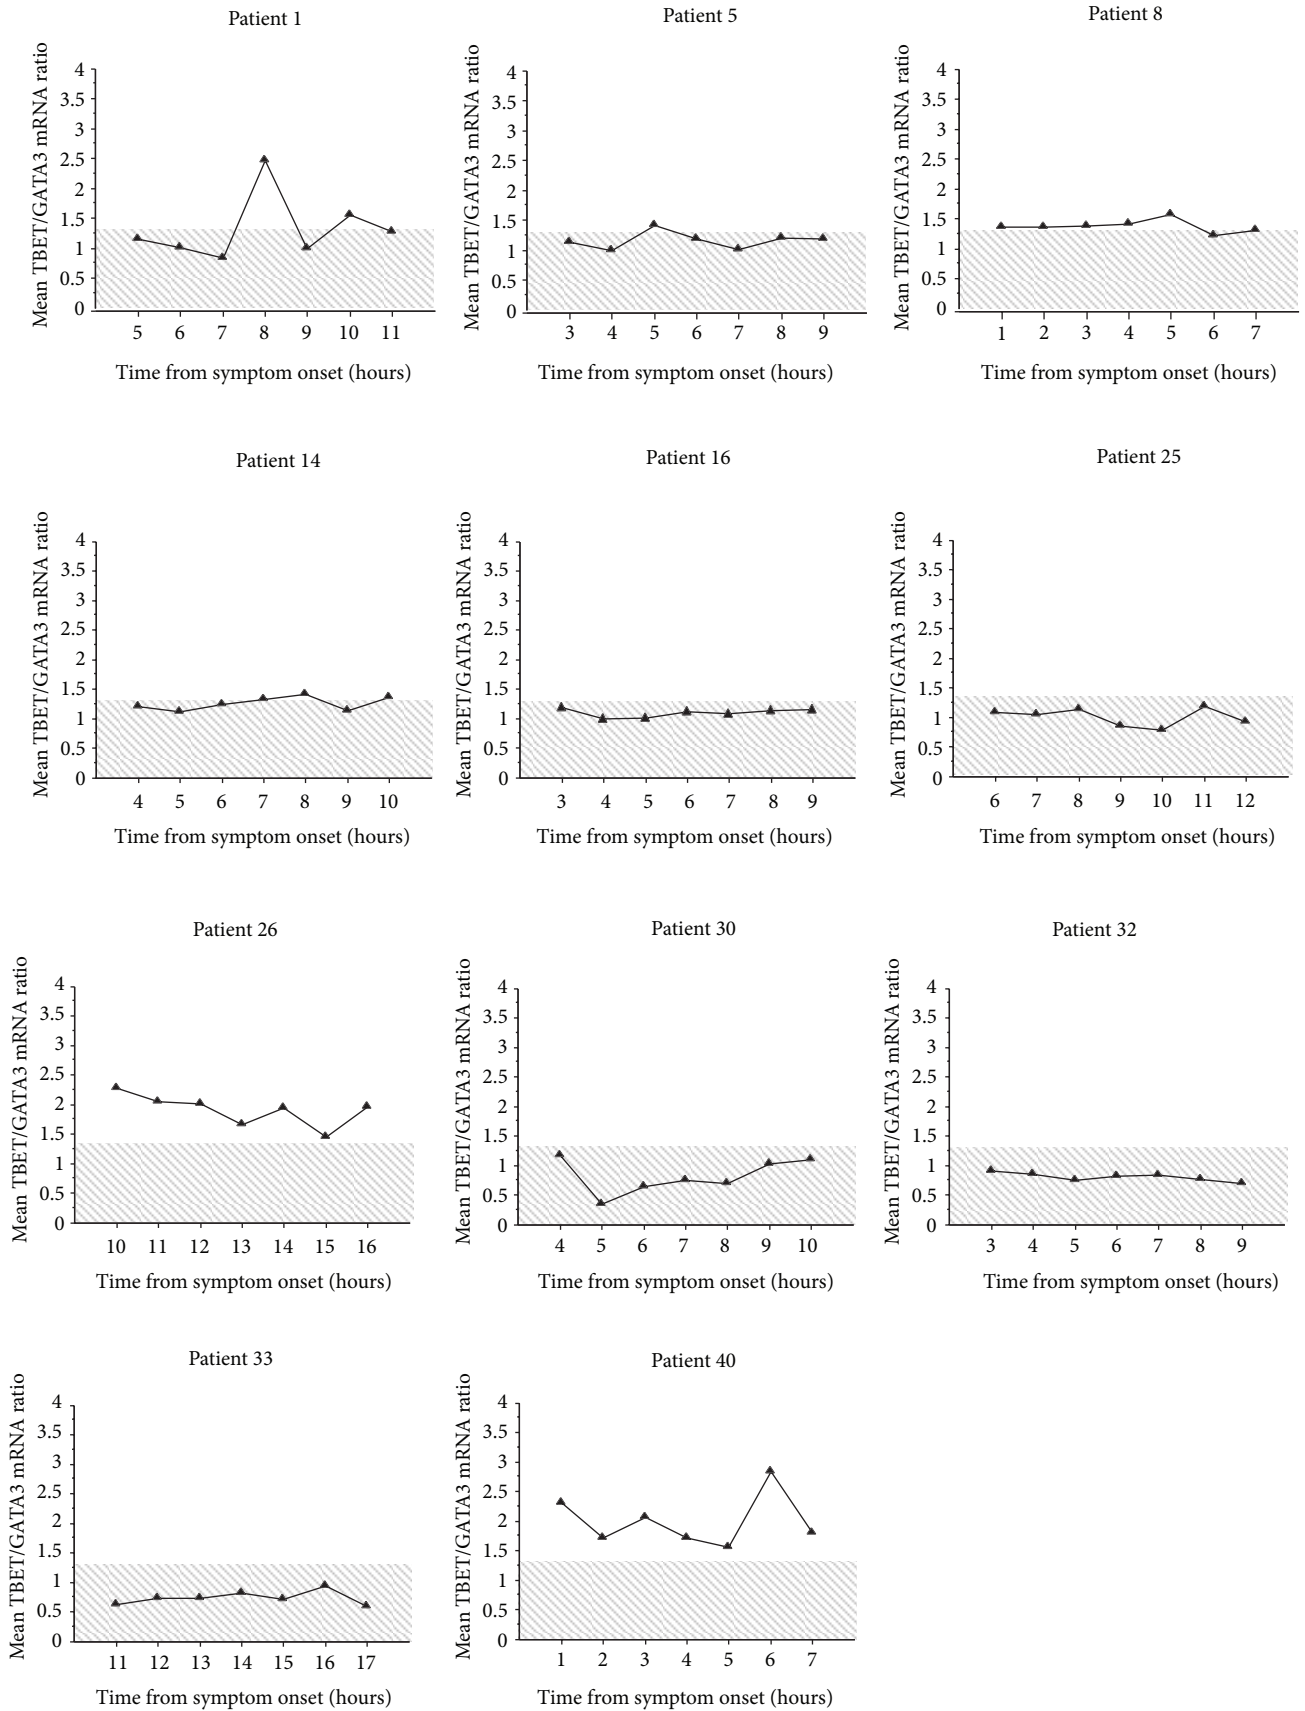 Patient 1
Mean TBET/GATA3 mRNA ratio
4
3.5
3
2.5
2
1.5
1
0.5
0
5 6 7 8 9 10 11
Time from symptom onset (hours)
Patient 5
Mean TBET/GATA3 mRNA ratio
4
3.5
3
2.5
2
1.5
1
0.5
0
3 4 5 6 7 8 9
Time from symptom onset (hours)
Patient 8
Mean TBET/GATA3 mRNA ratio
4
3.5
3
2.5
2
1.5
1
0.5
0
1 2 3 4 5 6 7
Time from symptom onset (hours)
Patient 14
Mean TBET/GATA3 mRNA ratio
4
3.5
3
2.5
2
1.5
1
0.5
0
4 5 6 7 8 9 10
Time from symptom onset (hours)
Patient 16
Mean TBET/GATA3 mRNA ratio
4
3.5
3
2.5
2
1.5
1
0.5
0
3 4 5 6 7 8 9
Time from symptom onset (hours)
Patient 25
Mean TBET/GATA3 mRNA ratio
4
3.5
3
2.5
2
1.5
1
0.5
0
6 7 8 9 10 11 12
Time from symptom onset (hours)
Patient 26
Mean TBET/GATA3 mRNA ratio
4
3.5
3
2.5
2
1.5
1
0.5
0
10 11 12 13 14 15 16
Time from symptom onset (hours)
Patient 30
Mean TBET/GATA3 mRNA ratio
4
3.5
3
2.5
2
1.5
1
0.5
0
4 5 6 7 8 9 10
Time from symptom onset (hours)
Patient 32
Mean TBET/GATA3 mRNA ratio
4
3.5
3
2.5
2
1.5
1
0.5
0
3 4 5 6 7 8 9
Time from symptom onset (hours)
Patient 33
Mean TBET/GATA3 mRNA ratio
4
3.5
3
2.5
2
1.5
1
0.5
0
11 12 13 14 15 16 17
Time from symptom onset (hours)
Patient 40
Mean TBET/GATA3 mRNA ratio
4
3.5
3
2.5
2
1.5
1
0.5
0
1 2 3 4 5 6 7
Time from symptom onset (hours)